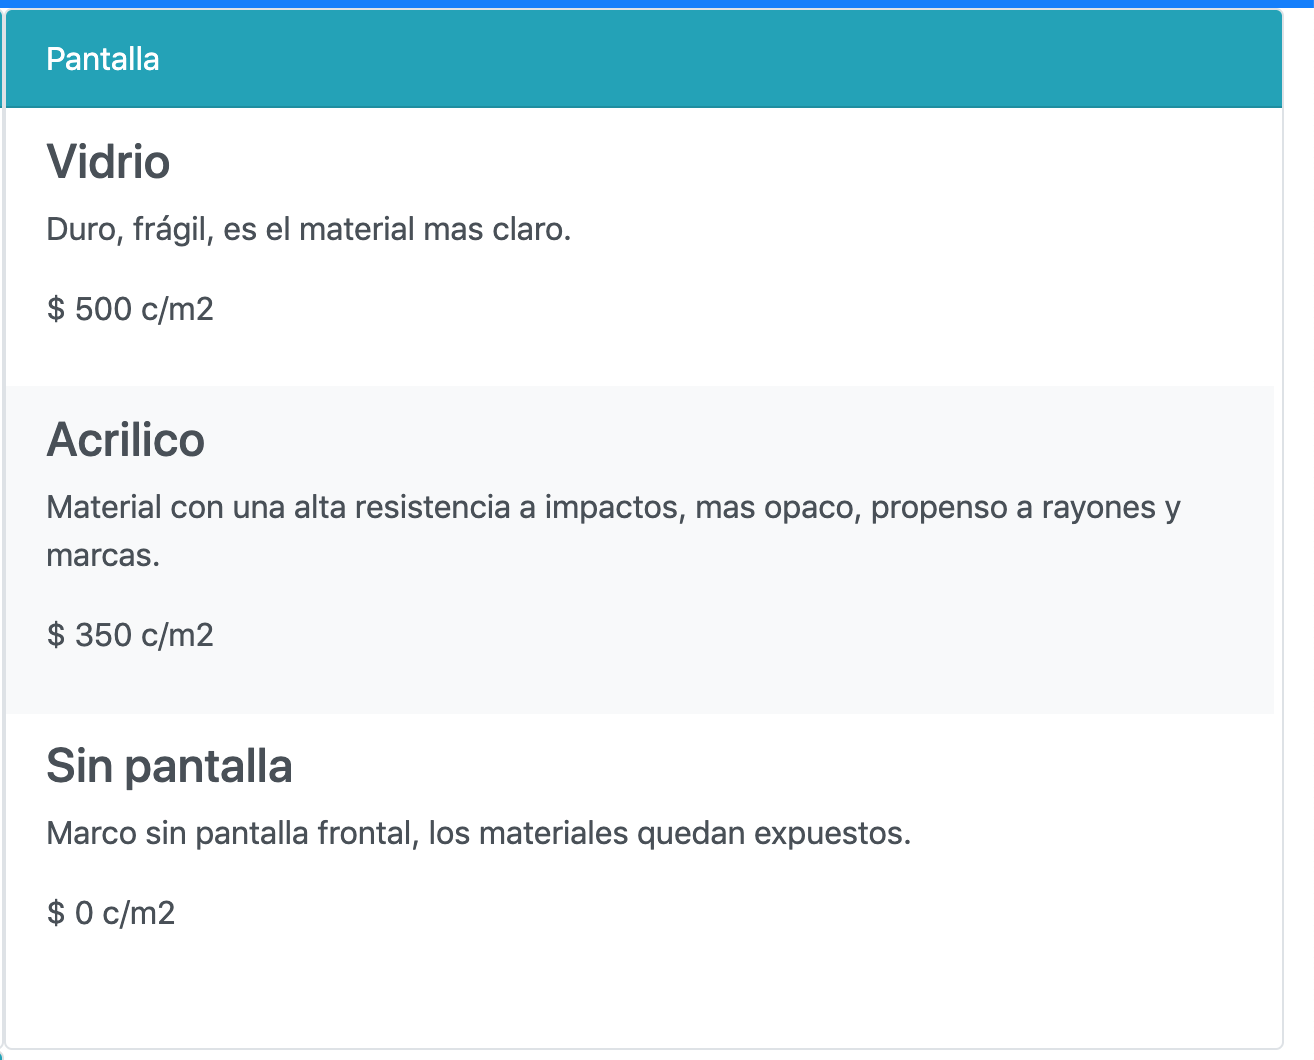 Pantalla
Vidrio
Duro, frágil, es el material mas claro.
$ 500 c/m2
Acrilico
Material con una alta resistencia a impactos, mas opaco, propenso a rayones y
marcas.
$ 350 c/m2
Sin pantalla
Marco sin pantalla frontal, los materiales quedan expuestos.
$ 0 c/m2